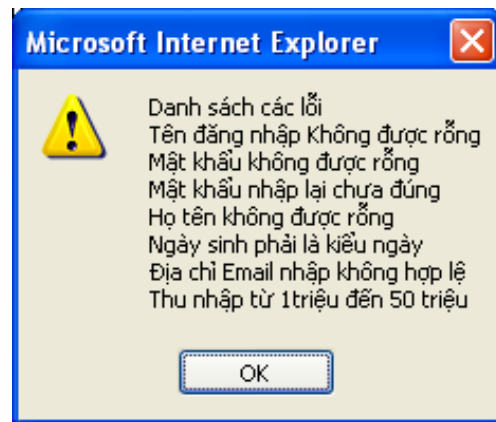 Microsoft Internet Explorer
Danh sách các lỗi
Tên đăng nhập Không được rỗng
Mật khẩu không được rỗng
Mật khẩu nhập lại chưa đúng
Họ tên không được rỗng
Ngày sinh phải là kiểu ngày
Địa chỉ Email nhập không hợp lệ
Thu nhập từ 1triệu đến 50 triệu
OK